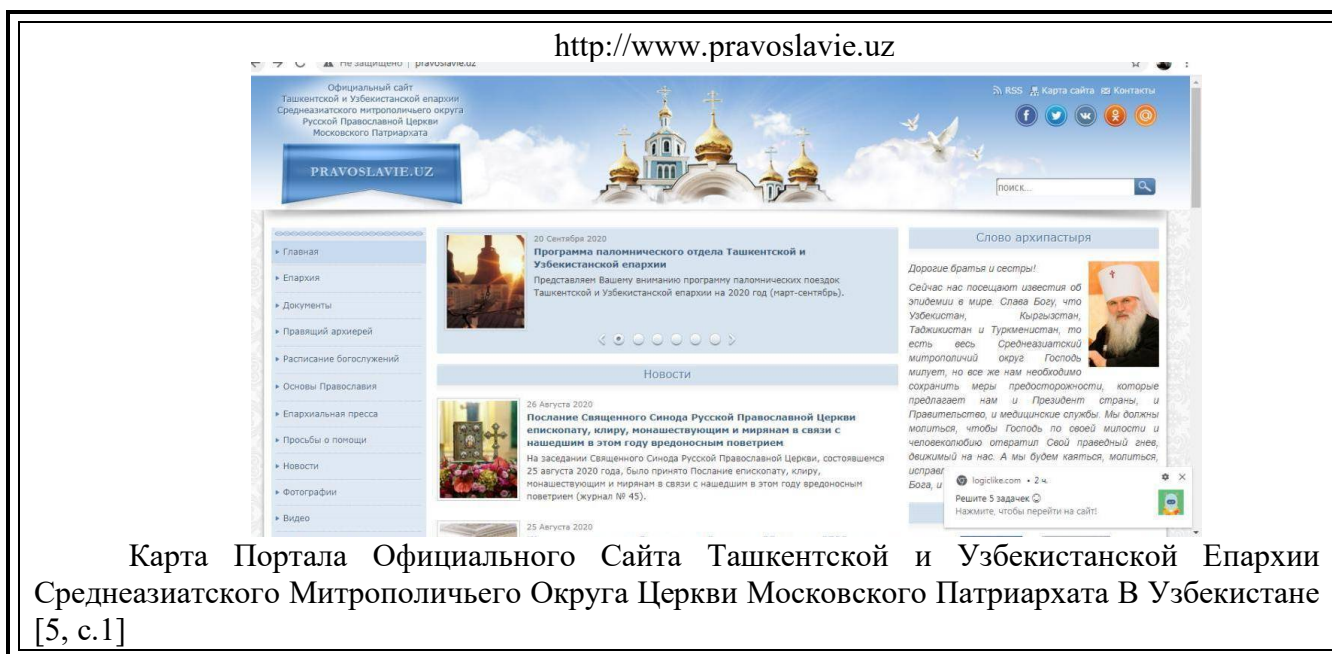 http://www.pravoslavie.uz
Не защищено | pravoslavie.uz
Официальный сайт
Ташкентской и Узбекистанской епархии
Среднеазиатского митрополичьего округа
Русской Православной Церкви
Московского Патриархата
PRAVOSLAVIE.UZ
RSS Карта сайта Контакты
поиск...
Главная
Епархия
Документы
Правящий архиерей
Расписание богослужений
Основы Православия
Епархиальная пресса
Просьбы о помощи
Новости
Фотографии
Видео
20 Сентября 2020
Программа паломнического отдела Ташкентской и
Узбекистанской епархии
Представляем Вашему вниманию программу паломнических поездок
Ташкентской и Узбекистанской епархии на 2020 год (март-сентябрь).
Новости
26 Августа 2020
Послание Священного Синода Русской Православной Церкви
епископату, клиру, монашествующим и мирянам в связи с
нашедшим в этом году вредоносным поветрием
На заседании Священного Синода Русской Православной Церкви, состоявшемся
25 августа 2020 года, было принято Послание епископату, клиру,
монашествующим и мирянам в связи с нашедшим в этом году вредоносным
поветрием (журнал № 45).
25 Августа 2020
Слово архипастыря
Дорогие братья и сестры!
Сейчас нас посещают известия об
эпидемии в мире. Слава Богу, что
Узбекистан, Кыргызстан,
Таджикистан и Туркменистан, то
есть весь Среднеазиатский
митрополичий округ Господь
милует, но все же нам необходимо
сохранить меры предосторожности, которые
предлагает нам и Президент страны, и
Правительство, и медицинские службы. Мы должны
молиться, чтобы Господь по своей милости и
человеколюбию отвратил Свой праведный гнев,
движимый на нас. А мы будем каяться, молиться,
Бога, и
logiclike.com • 2 ч.
Решите 5 задачек
Нажмите, чтобы перейти на сайт!
Карта Портала Официального Сайта Ташкентской и Узбекистанской Епархии
Среднеазиатского Митрополичьего Округа Церкви Московского Патриархата В Узбекистане
[5, с.1]